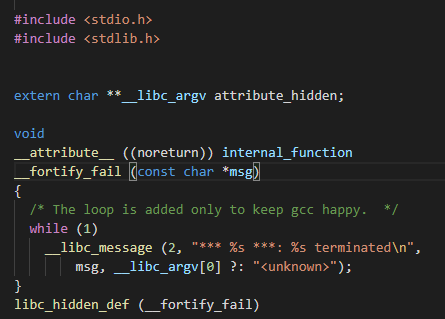 #include <stdio.h>
#include <stdlib.h>
extern char **__libc_argv attribute_hidden;
void
__attribute__ ((noreturn)) internal_function
__fortify_fail (const char *msg)
{
/* The loop is added only to keep gcc happy.  */
while (1)
__libc_message (2, "*** %s ***: %s terminated\n",
msg, __libc_argv[0] ?: "<unknown>");
}
libc_hidden_def (__fortify_fail)